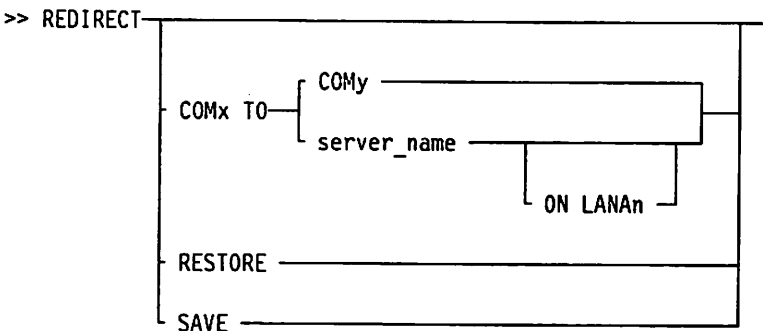 >> REDIRECT
COMy
COMx TO
server_name
ON LANAn
RESTORE
SAVE